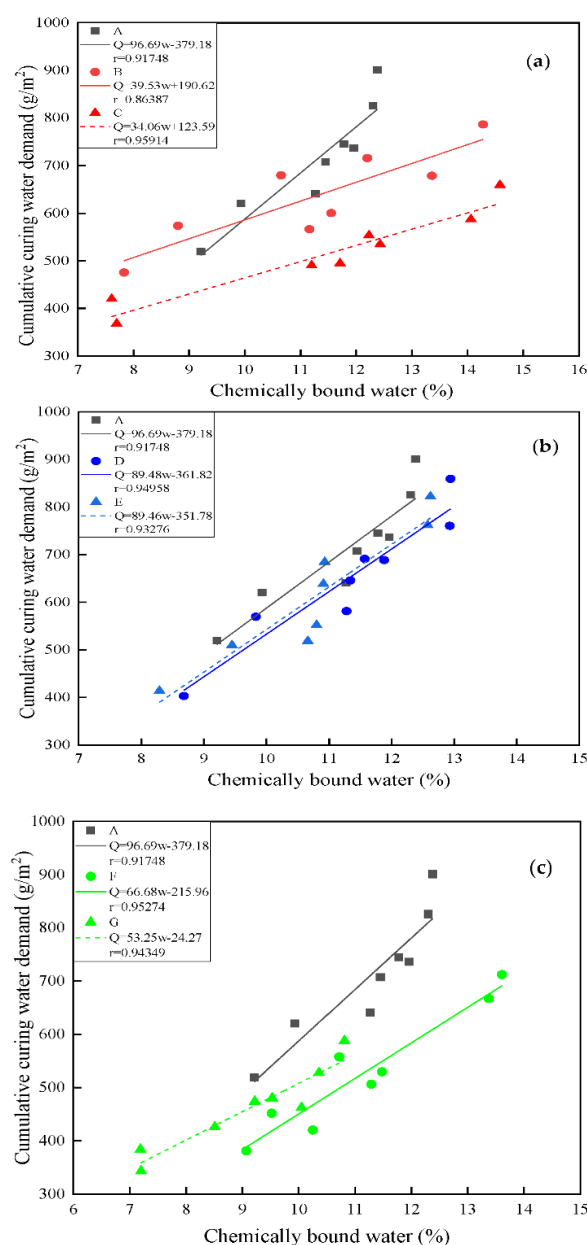 1000
900
800
700
600
500
400
300
Cumulative curing water demand (g/m²)
A
Q=96.69w-379.18
r=0.91748
B
Q=39.53w+190.62
r=0.86387
C
Q=34.06w+123.59
r=0.95914
(a)
7 8 9 10 11 12 13 14 15 16
Chemically bound water (%)
1000
900
800
700
600
500
400
300
Cumulative curing water demand (g/m²)
A
Q=96.69w-379.18
r=0.91748
D
Q=89.48w-361.82
r=0.94958
E
Q=89.46w-351.78
r=0.93276
(b)
7 8 9 10 11 12 13 14 15
Chemically bound water (%)
1000
900
800
700
600
500
400
300
Cumulative curing water demand (g/m²)
A
Q=96.69w-379.18
r=0.91748
F
Q=66.68w-215.96
r=0.95274
G
Q=53.25w-24.27
r=0.94349
(c)
6 7 8 9 10 11 12 13 14 15
Chemically bound water (%)